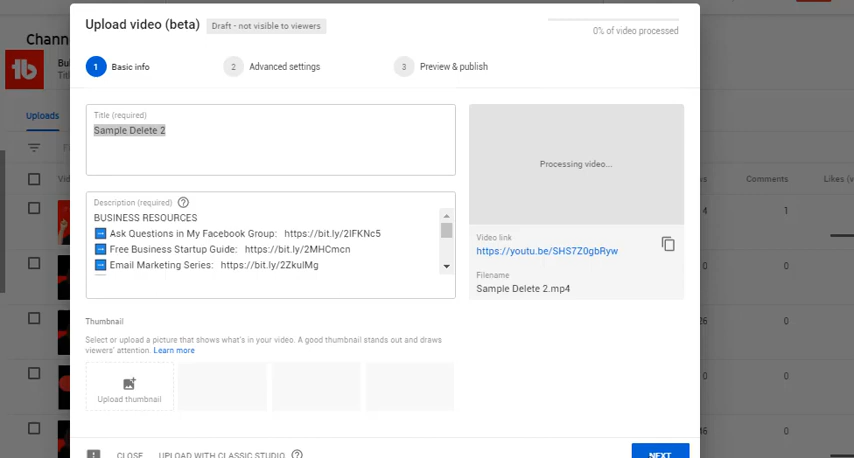 Upload video (beta)
Draft - not visible to viewers
0% of video processed
1 Basic info
2 Advanced settings
3 Preview & publish
Title (required)
Sample Delete 2
Processing video...
Description (required)
BUSINESS RESOURCES
Ask Questions in My Facebook Group: https://bit.ly/2IFKNc5
Free Business Startup Guide: https://bit.ly/2MHCmcn
Email Marketing Series: https://bit.ly/2ZkuIMg
Video link
https://youtu.be/SHS7Z0gbRyw
Filename
Sample Delete 2.mp4
Thumbnail
Select or upload a picture that shows what's in your video. A good thumbnail stands out and draws
viewers' attention. Learn more
Upload thumbnail
CLOSE
UPLOAD WITH CLASSIC STUDIO
NEXT
Uploads
Comments
Likes (v
4
1
0
0
0
0
0